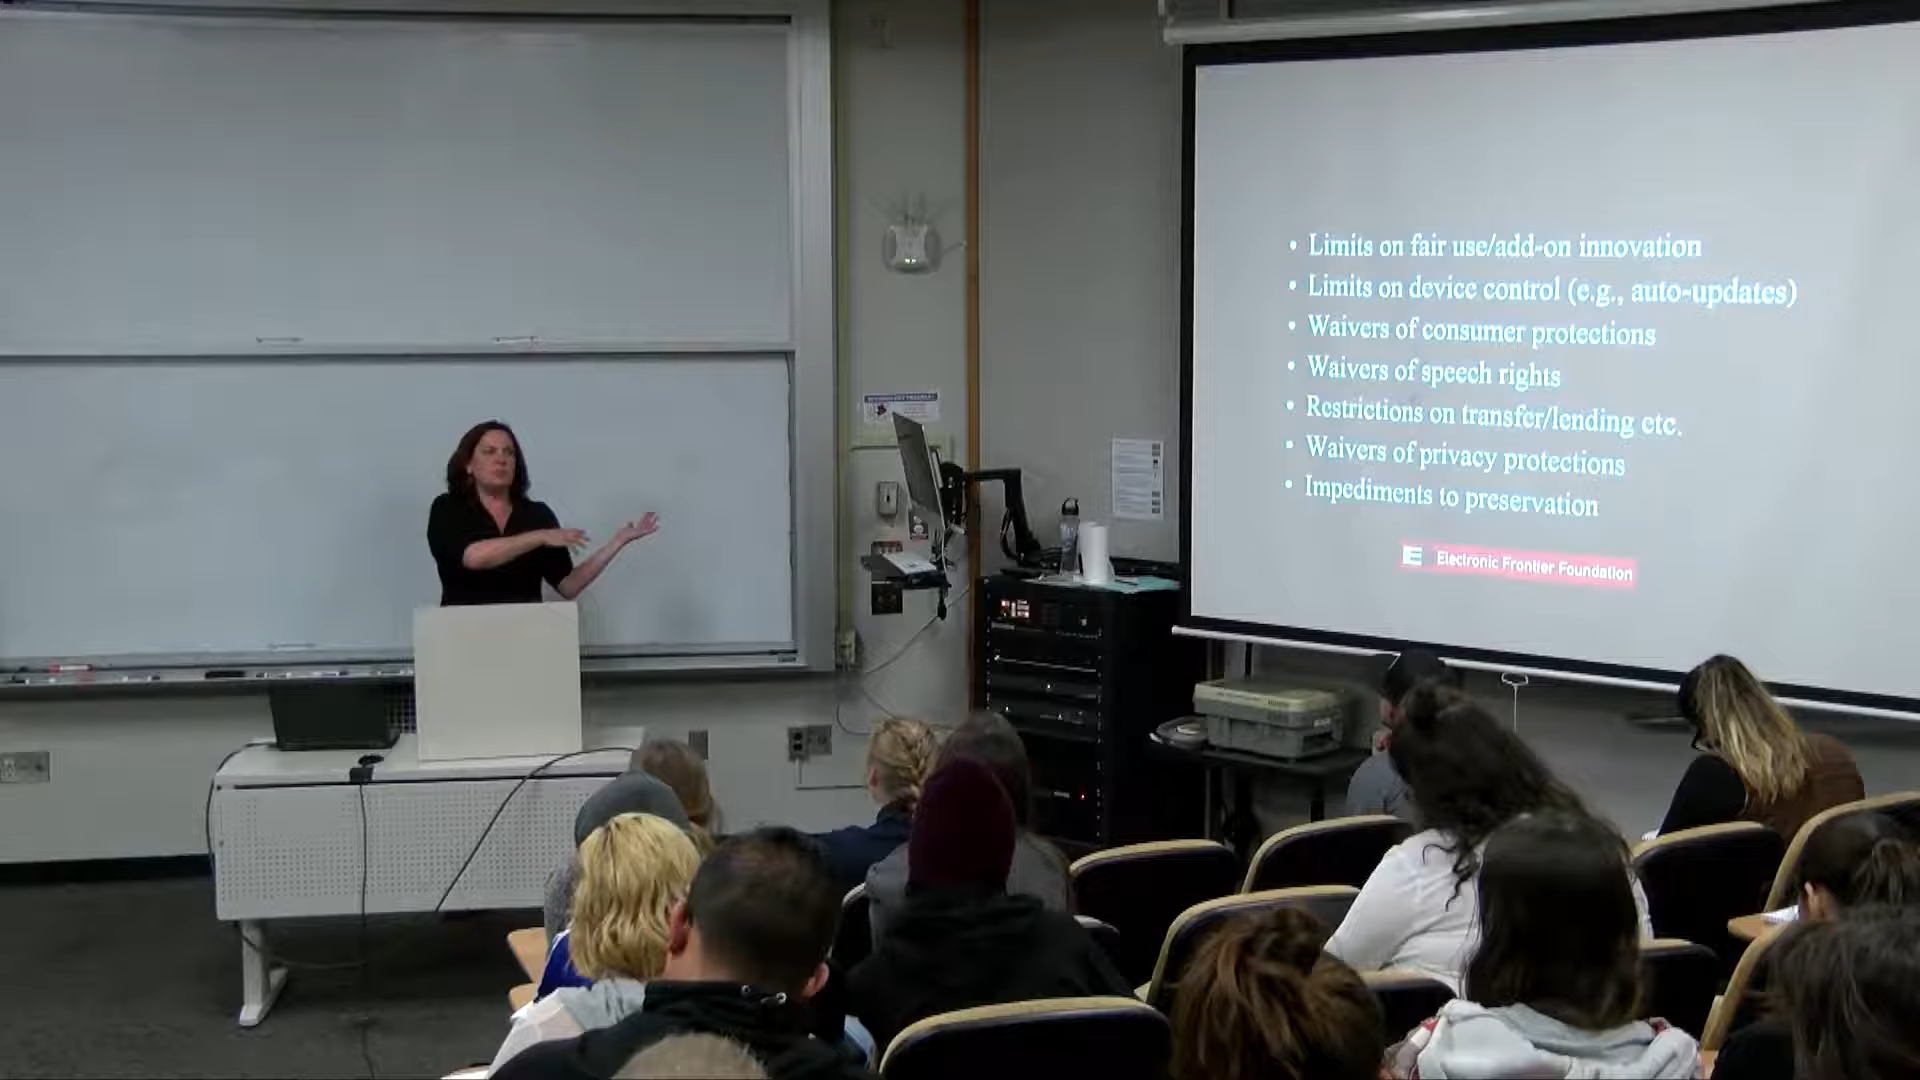 • Limits on fair use/add-on innovation
• Limits on device control (e.g., auto-updates)
• Waivers of consumer protections
• Waivers of speech rights
• Restrictions on transfer/lending etc.
• Waivers of privacy protections
• Impediments to preservation
E Electronic Frontier Foundation